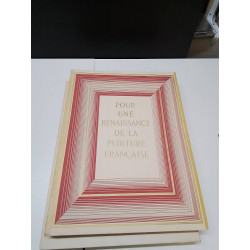 POUR
UNE
RENAISSANCE
DE LA
PEINTURE
FRANÇAISE